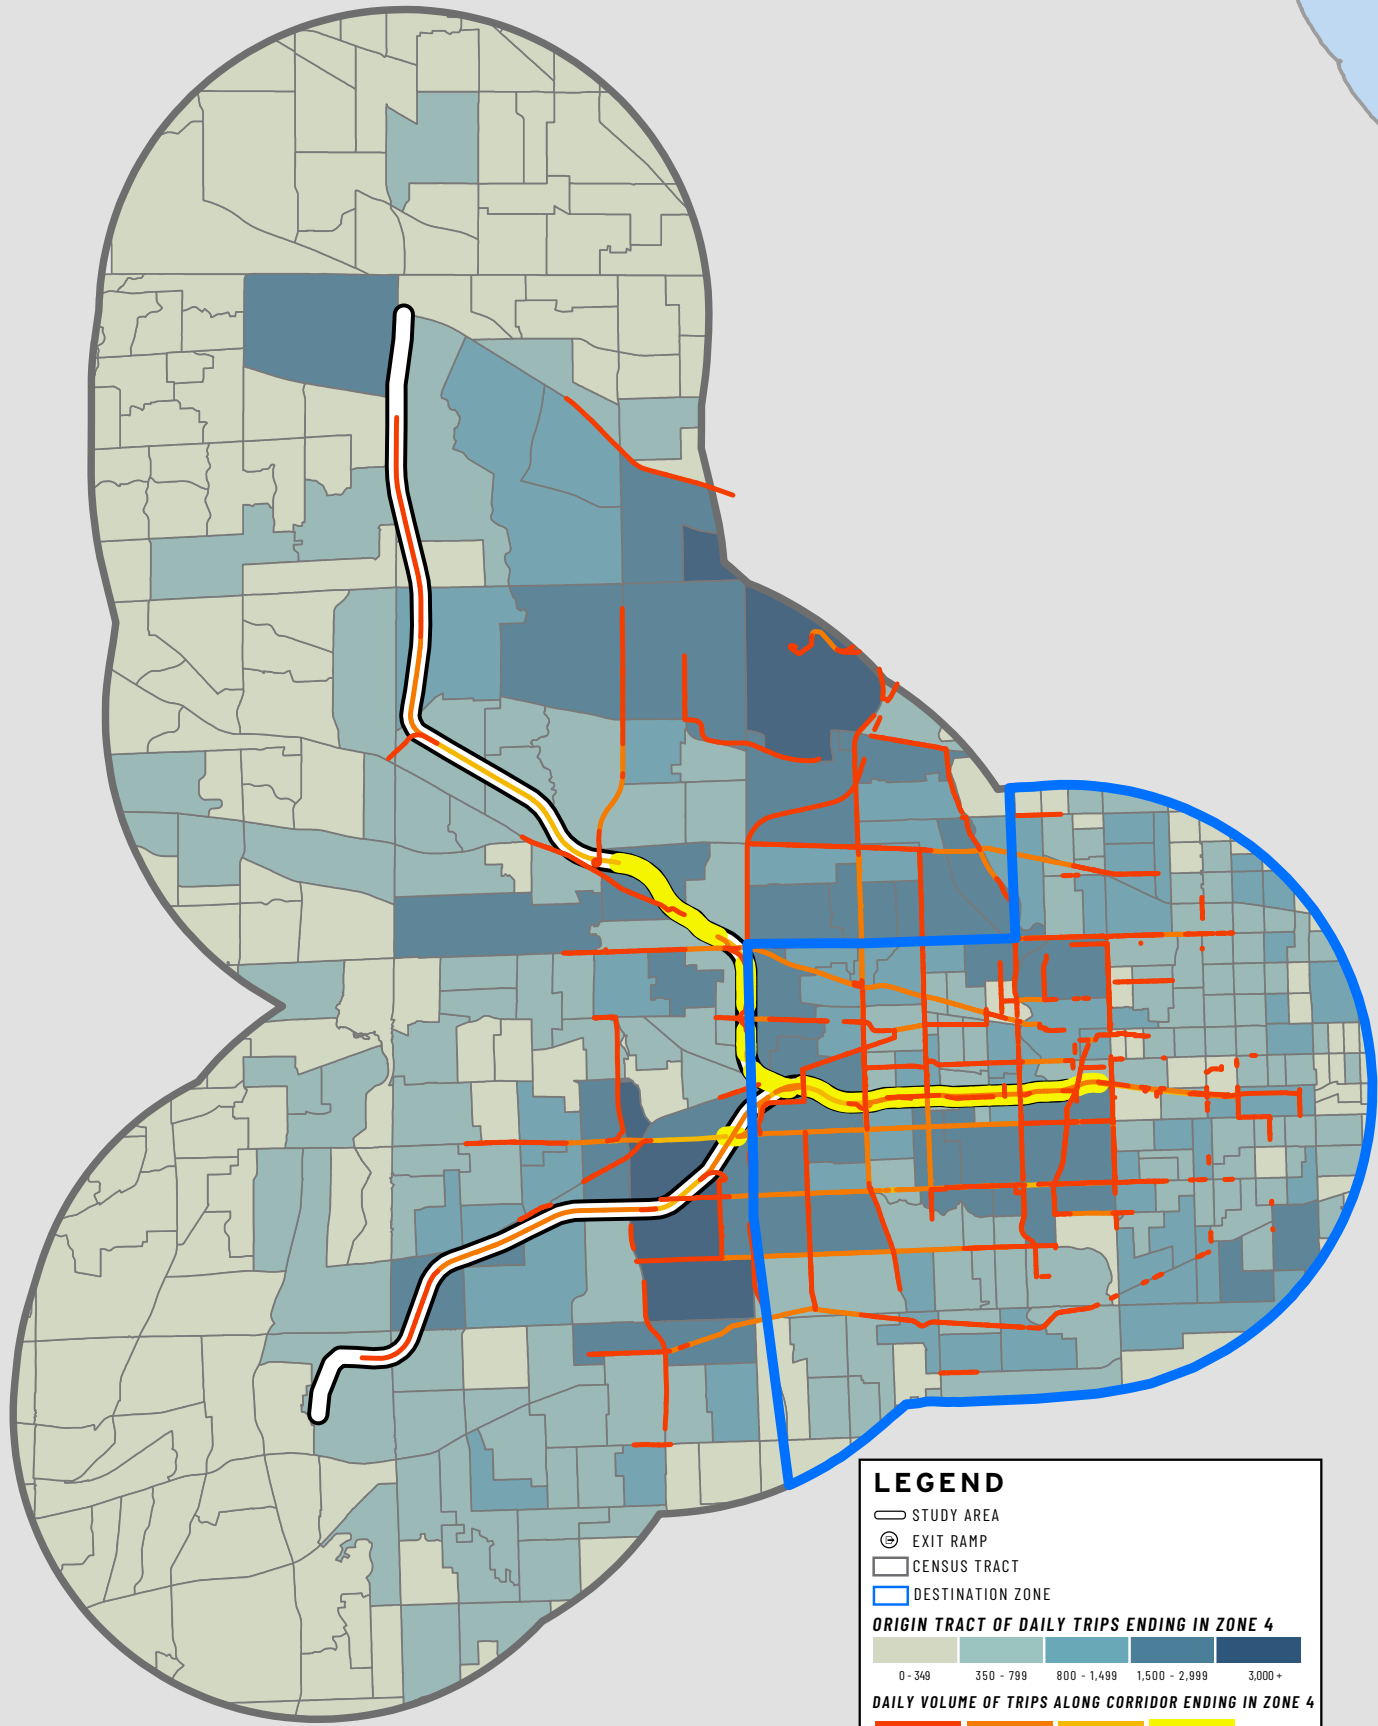 LEGEND
STUDY AREA
EXIT RAMP
CENSUS TRACT
DESTINATION ZONE
ORIGIN TRACT OF DAILY TRIPS ENDING IN ZONE 4
0 - 349 350 - 799 800 - 1,499 1,500 - 2,999 3,000 +
DAILY VOLUME OF TRIPS ALONG CORRIDOR ENDING IN ZONE 4